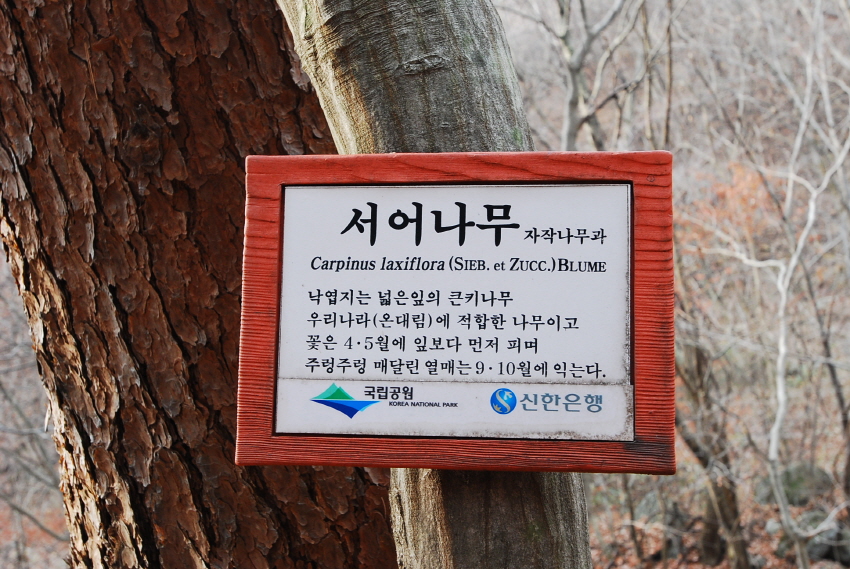 서어나무 자작나무과
Carpinus laxiflora (SIEB. et ZUCC.) BLUME
낙엽지는 넓은잎의 큰키나무
우리나라(온대림)에 적합한 나무이고
꽃은 4·5월에 잎보다 먼저 피며
주렁주렁 매달린 열매는 9·10월에 익는다.
국립공원
KOREA NATIONAL PARK
신한은행